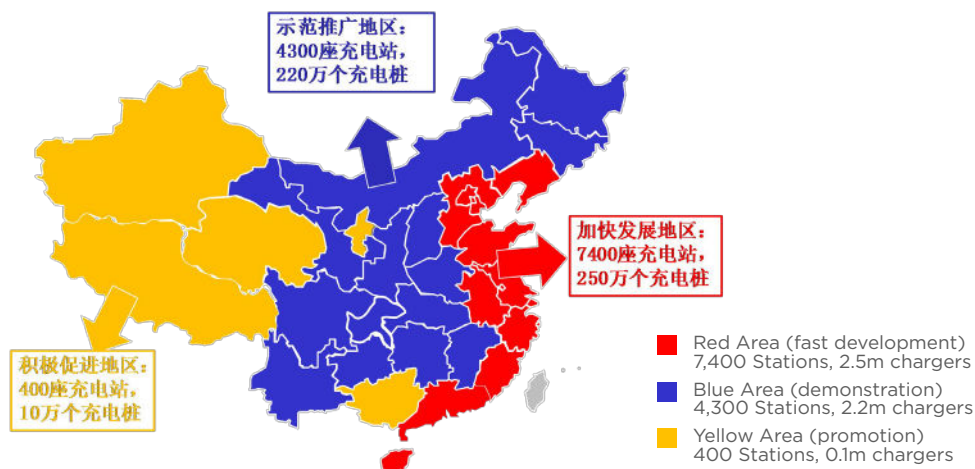 示范推广地区：
4300座充电站，
220万个充电桩
加快发展地区：
7400座充电站，
250万个充电桩
积极促进地区：
400座充电站，
10万个充电桩
Red Area (fast development)
7,400 Stations, 2.5m chargers
Blue Area (demonstration)
4,300 Stations, 2.2m chargers
Yellow Area (promotion)
400 Stations, 0.1m chargers